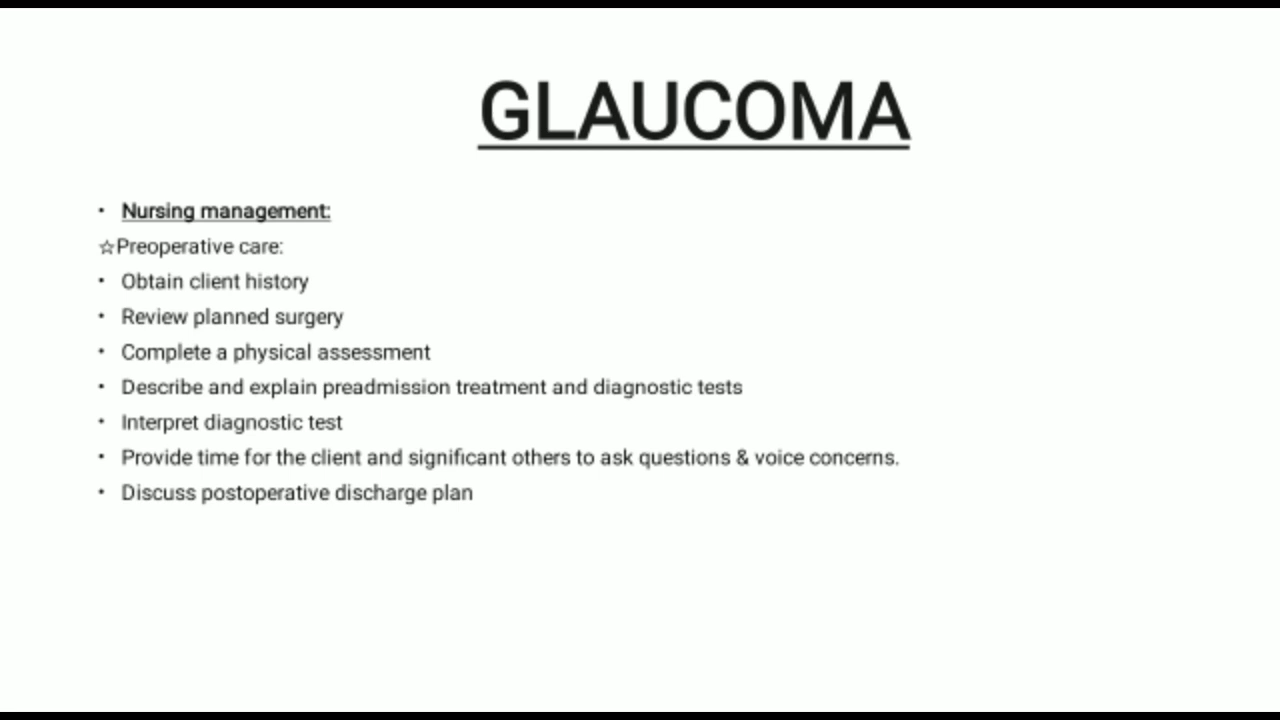 GLAUCOMA
• Nursing management:
☆Preoperative care:
• Obtain client history
• Review planned surgery
• Complete a physical assessment
• Describe and explain preadmission treatment and diagnostic tests
• Interpret diagnostic test
• Provide time for the client and significant others to ask questions & voice concerns.
• Discuss postoperative discharge plan